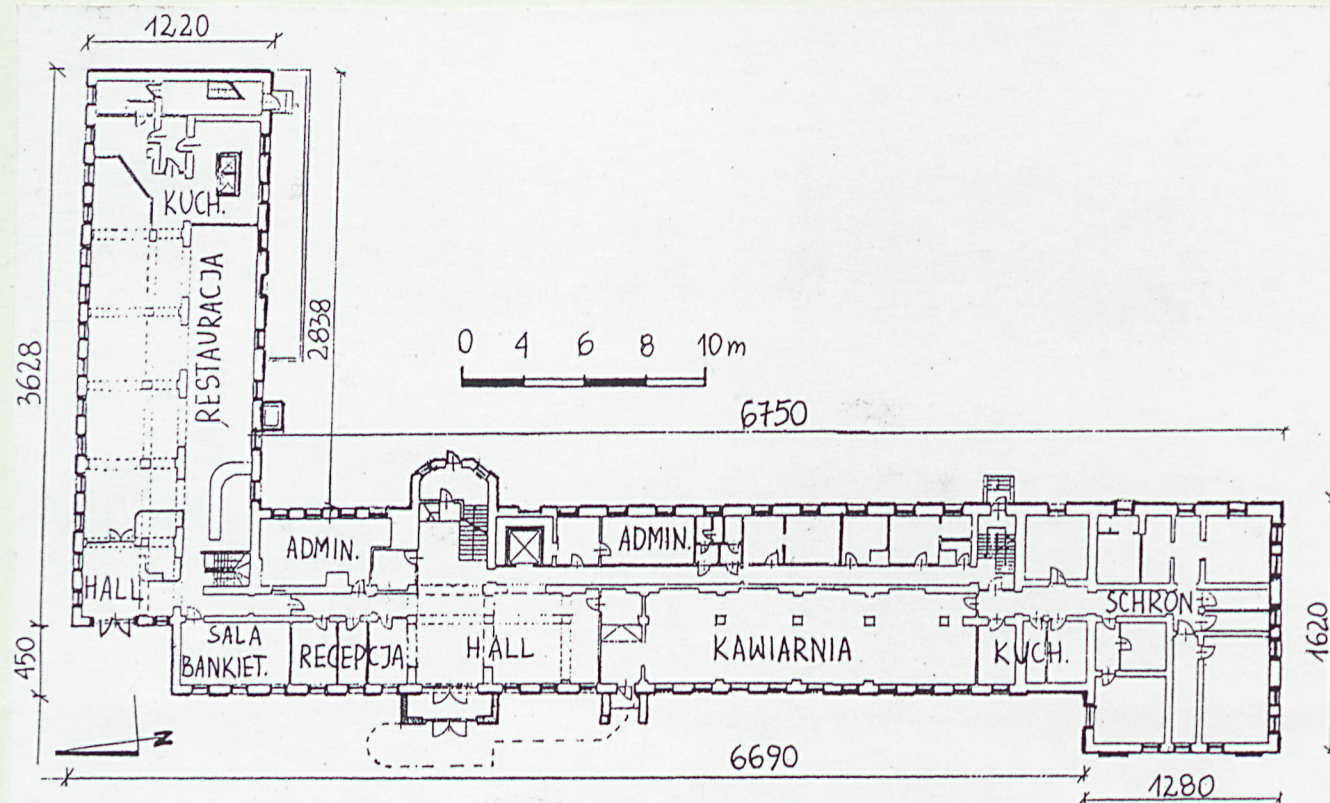 1220
KUCH.
RESTAURACJA
2838
3628
0 4 6 8 10 m
6750
ADMIN.
ADMIN.
HALL
SCHRON
SALA
BANKIET.
RECEPCJA
HALL
KAWIARNIA
KUCH.
450
1620
N
6690
1280